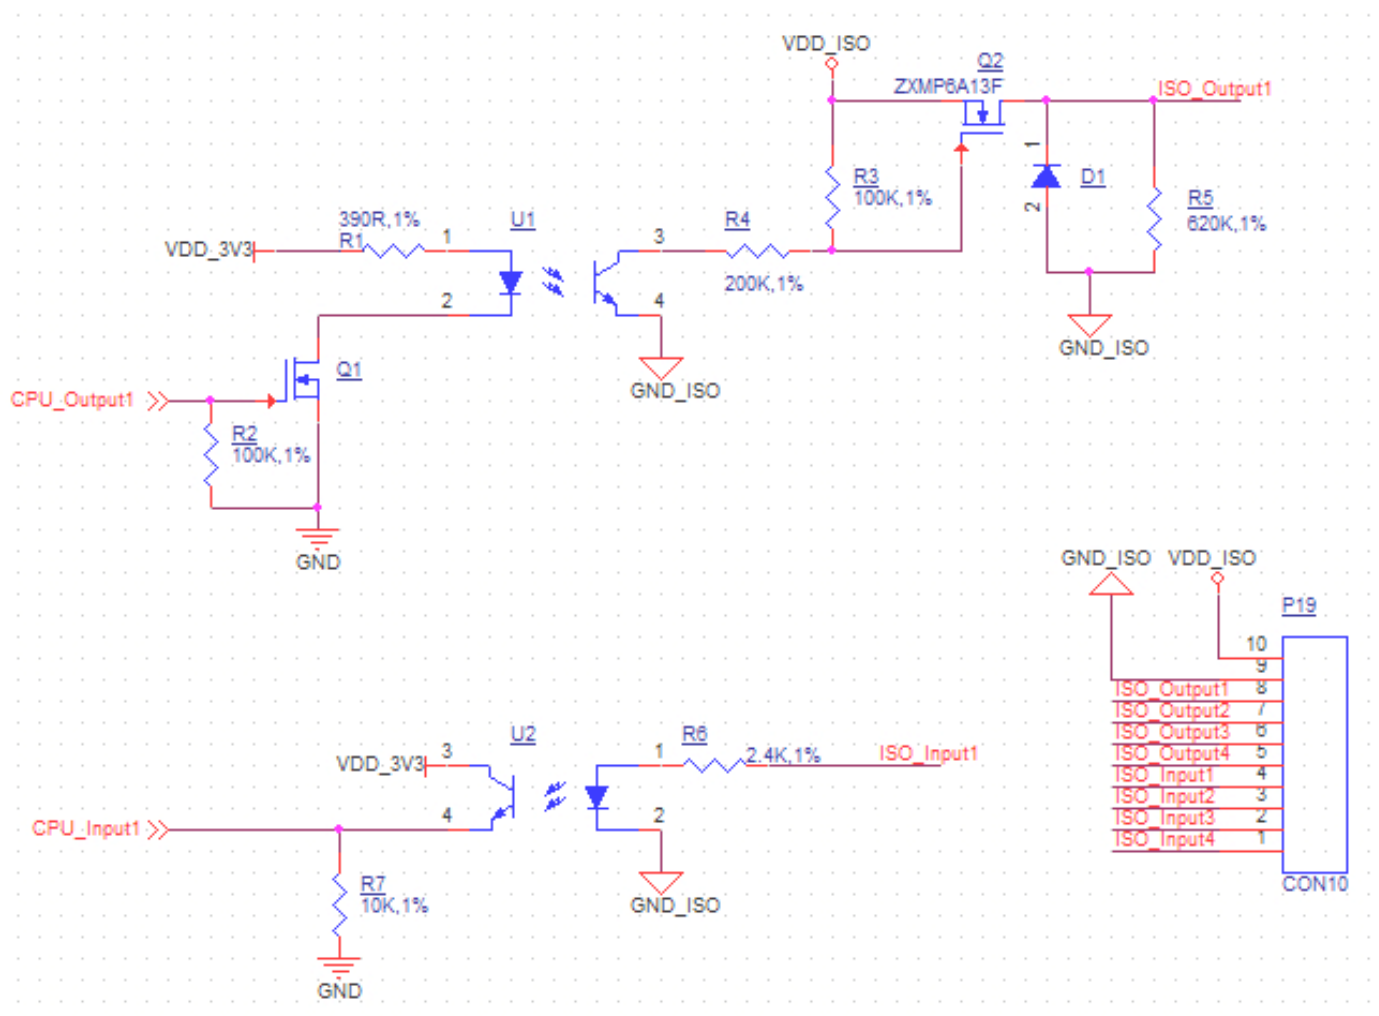 VDD_ISO
Q2
ZXMP6A13F
ISO_Output1
1
D1
2
R3
100K,1%
R5
620K,1%
390R,1%
R1
VDD_3V3
1
U1
2
3
R4
200K,1%
4
GND_ISO
GND_ISO
Q1
CPU_Output1
R2
100K,1%
GND
GND_ISO
VDD_ISO
P19
10
9
ISO_Output1
8
ISO_Output2
7
ISO_Output3
6
ISO_Output4
5
ISO_Input1
4
ISO_Input2
3
ISO_Input3
2
ISO_Input4
1
CON10
VDD_3V3
3
U2
1
R6
2.4K,1%
ISO_Input1
CPU_Input1
4
2
GND_ISO
R7
10K,1%
GND